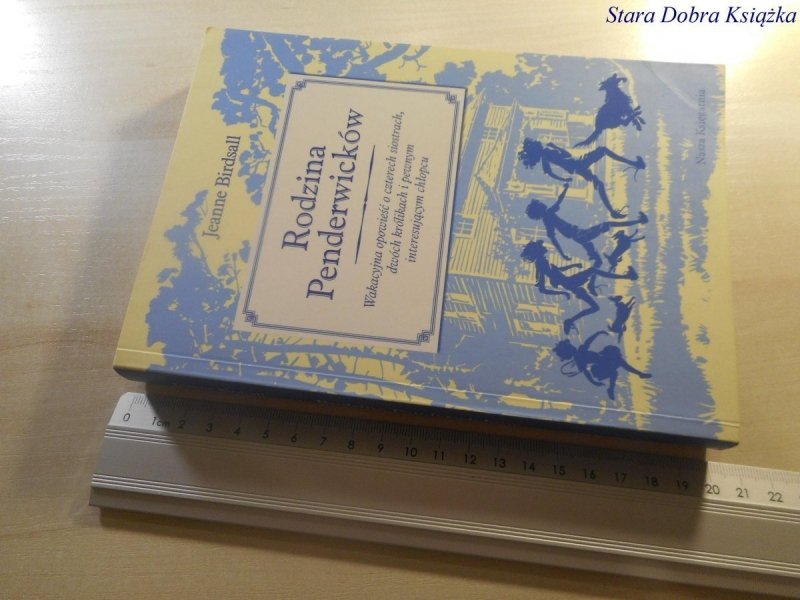 Stara Dobra Książka
Jeanne Birdsall
Rodzina
Penderwicków
Wakacyjna opowieść o czterech siostrach,
dwóch królikach i pewnym
interesującym chłopcu
Nasza Księgarnia
0 1cm 2 3 4 5 6 7 8 9 10 11 12 13 14 15 16 17 18 19 20 21 22